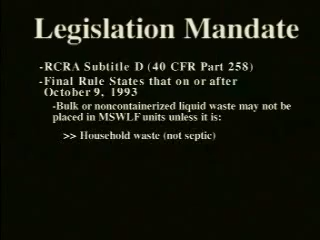 Legislation Mandate
-RCRA Subtitle D (40 CFR Part 258)
-Final Rule States that on or after
October 9, 1993
-Bulk or noncontainerized liquid waste may not be
placed in MSWLF units unless it is:
>> Household waste (not septic)